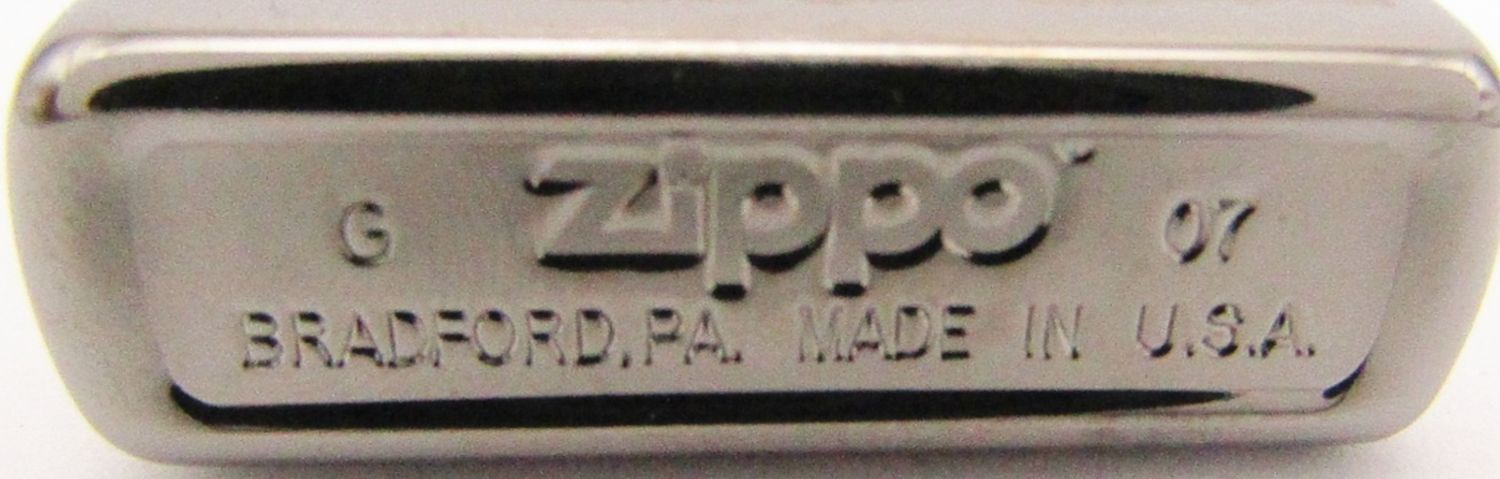 G zippo 07
BRADFORD, PA. MADE IN U.S.A.